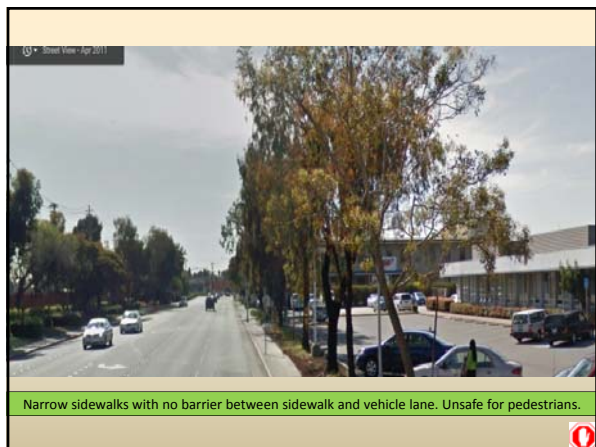 Street View - Apr 2011
Narrow sidewalks with no barrier between sidewalk and vehicle lane. Unsafe for pedestrians.